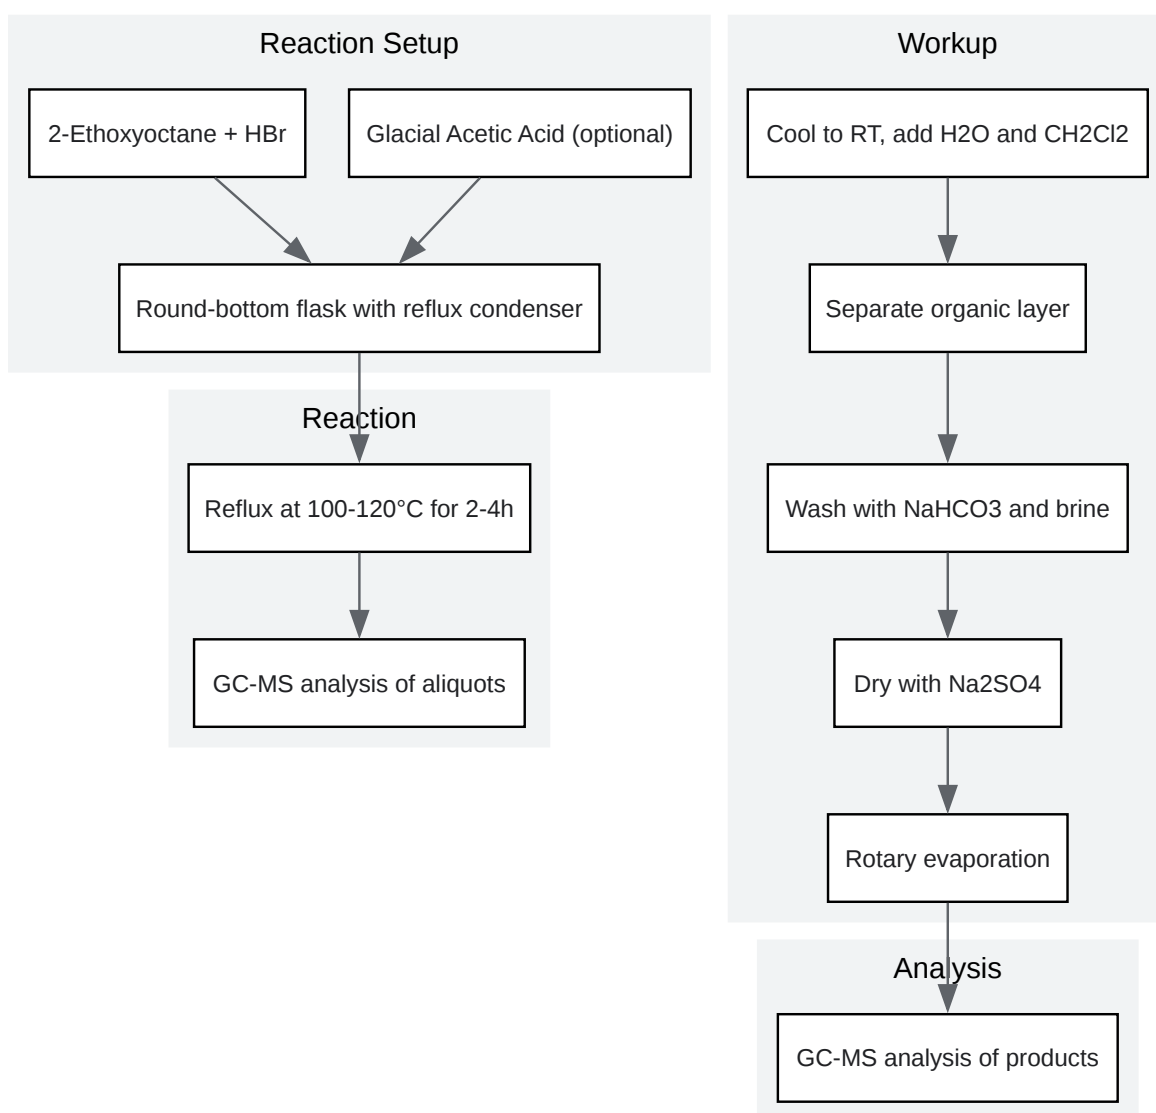 Reaction Setup
2-Ethoxyoctane + HBr
Glacial Acetic Acid (optional)
Round-bottom flask with reflux condenser
Reaction
Reflux at 100-120°C for 2-4h
GC-MS analysis of aliquots
Workup
Cool to RT, add H2O and CH2Cl2
Separate organic layer
Wash with NaHCO3 and brine
Dry with Na2SO4
Rotary evaporation
Analysis
GC-MS analysis of products